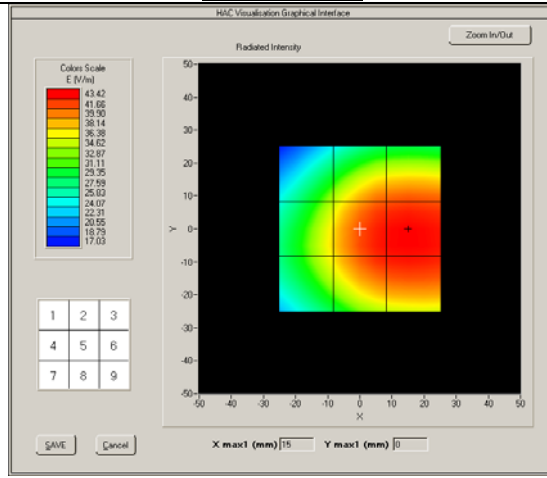 HAC Visualisation Graphical Interface
Zoom In/Out
Radiated Intensity
Colors Scale
E (V/m)
43.42
41.66
39.90
38.14
36.38
34.62
32.87
31.11
29.35
27.59
25.83
24.07
22.31
20.55
18.79
17.03
50
40
30
20
10
0
-10
-20
-30
-40
-50
Y
-50 -40 -30 -20 -10 0 10 20 30 40 50
X
1 2 3
4 5 6
7 8 9
SAVE Cancel
X max1 (mm) 15 Y max1 (mm) 0